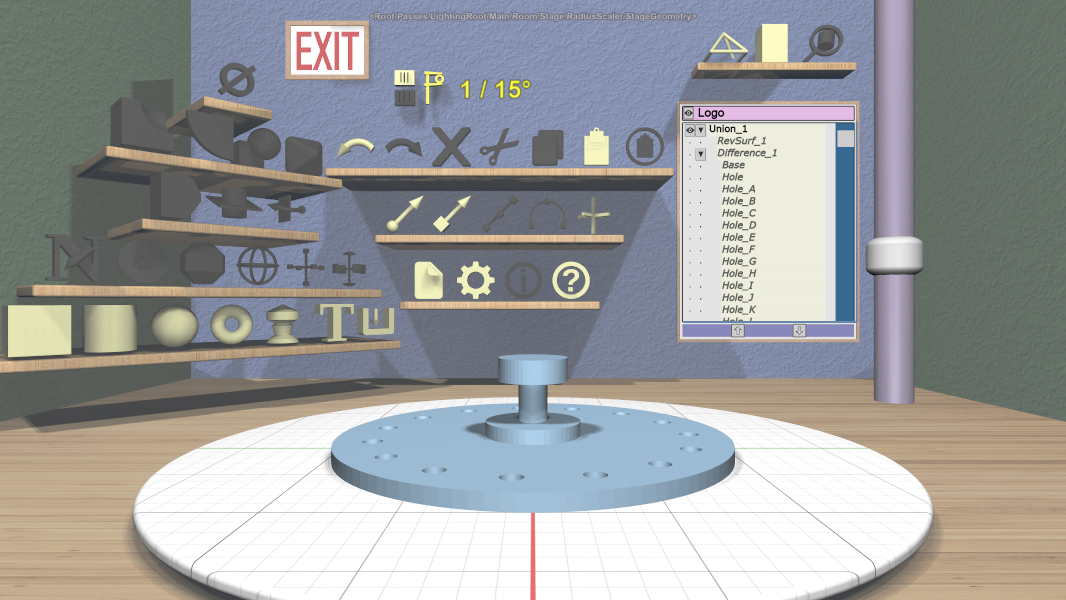 <Root/Passes/LightingRoot/Main/Room/Stage/RadiusScaler/StageGeometry>
EXIT
1 / 15°
Logo
Union_1
RevSurf_1
Difference_1
Base
Hole
Hole_A
Hole_B
Hole_C
Hole_D
Hole_E
Hole_F
Hole_G
Hole_H
Hole_I
Hole_J
Hole_K